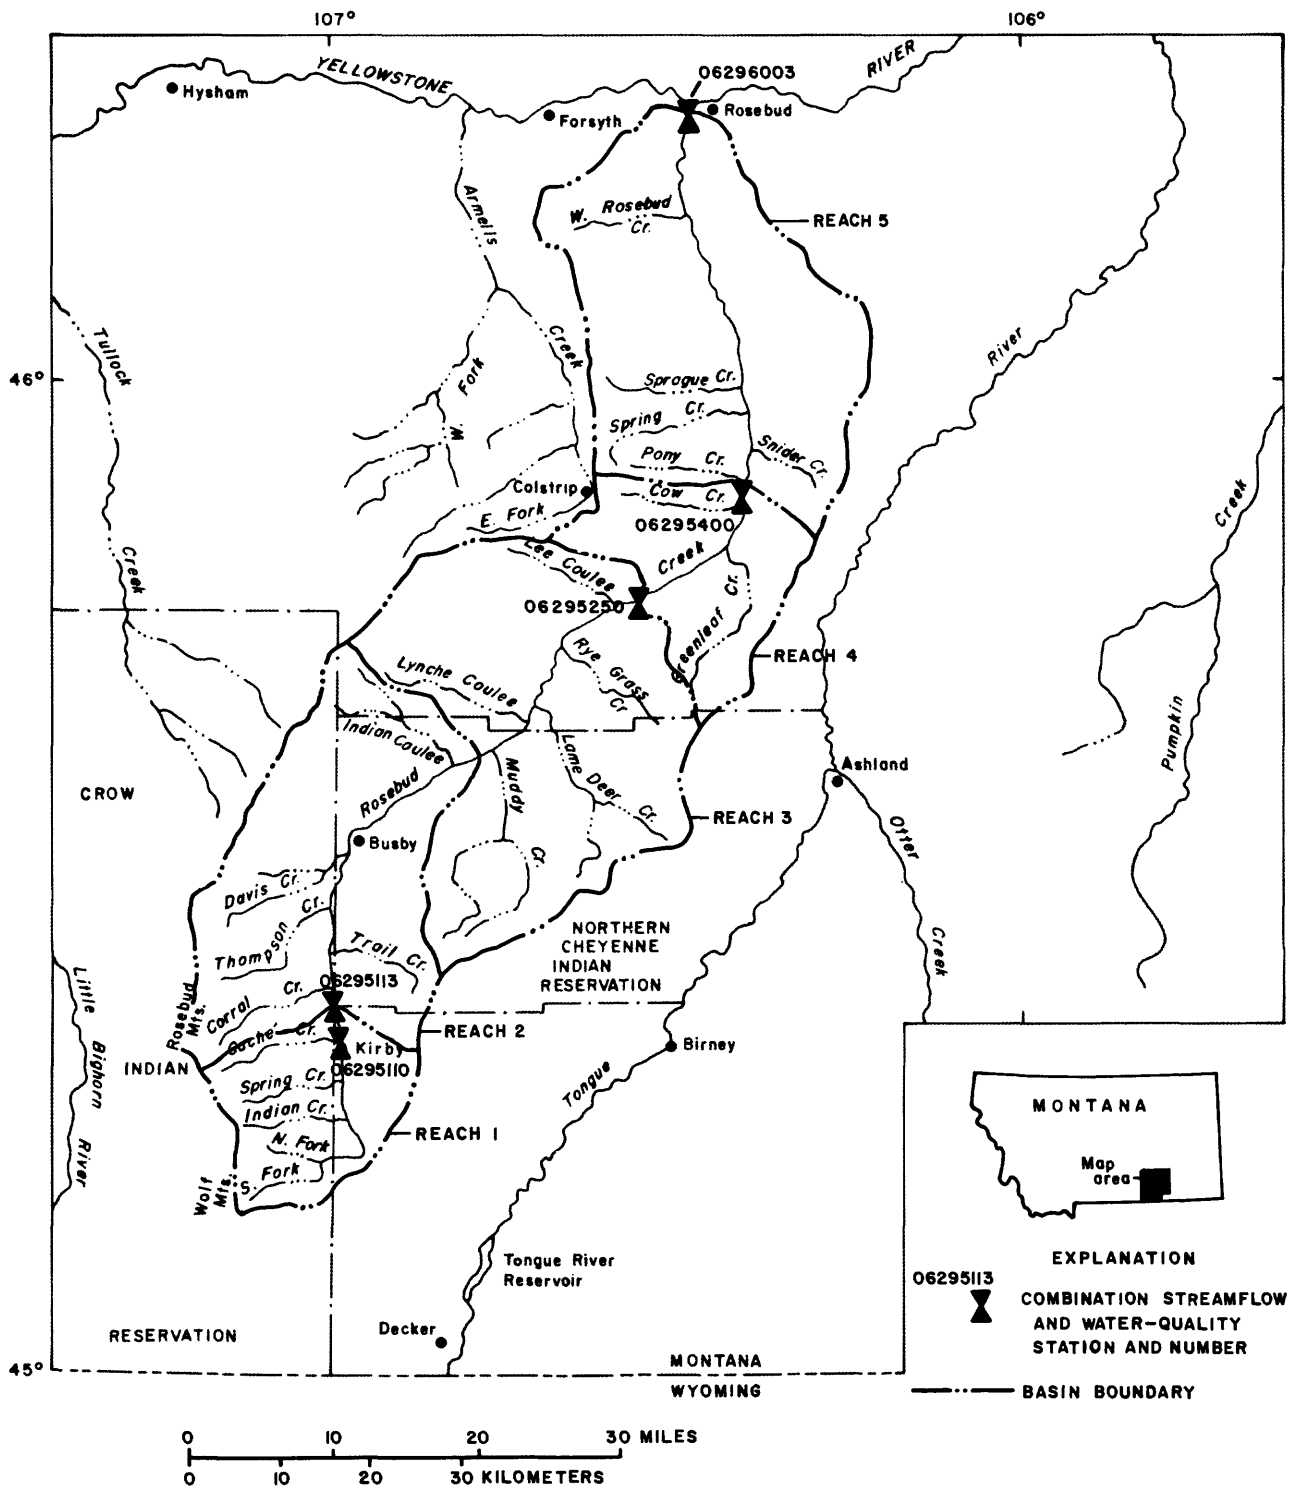 107°
106°
YELLOWSTONE
RIVER
06296003
Hysham
Forsyth
Rosebud
Armells
W. Rosebud
Cr.
REACH 5
Tullock
Creek
River
46°
Fork
Sprague Cr.
Spring Cr.
W.
Pony Cr.
Snider Cr.
Colstrip
Cow Cr.
E. Fork
06295400
Creek
Lee Coulee
Creek
Creek
06295250
Greenleaf Cr.
Rye Grass
Cr
REACH 4
Lynche Coulee
Indian Coulee
Pumpkin
Lame Deer Cr.
Muddy
Cr.
Rosebud
Ashland
CROW
REACH 3
Otter
Busby
Davis Cr.
Thompson Cr.
NORTHERN
CHEYENNE
INDIAN
RESERVATION
Creek
Trail Cr.
Little
Bighorn
River
06295113
Rosebud
Mts.
Corral Cr.
REACH 2
Cache Cr.
Kirby
Birney
INDIAN
06295110
Spring Cr.
Tongue
Indian Cr.
REACH 1
N. Fork
S. Fork
Wolf
Mts.
MONTANA
Map
area
Tongue River
Reservoir
EXPLANATION
06295113
COMBINATION STREAMFLOW
AND WATER-QUALITY
STATION AND NUMBER
RESERVATION
Decker
45°
MONTANA
WYOMING
BASIN BOUNDARY
0 10 20 30 MILES
0 10 20 30 KILOMETERS